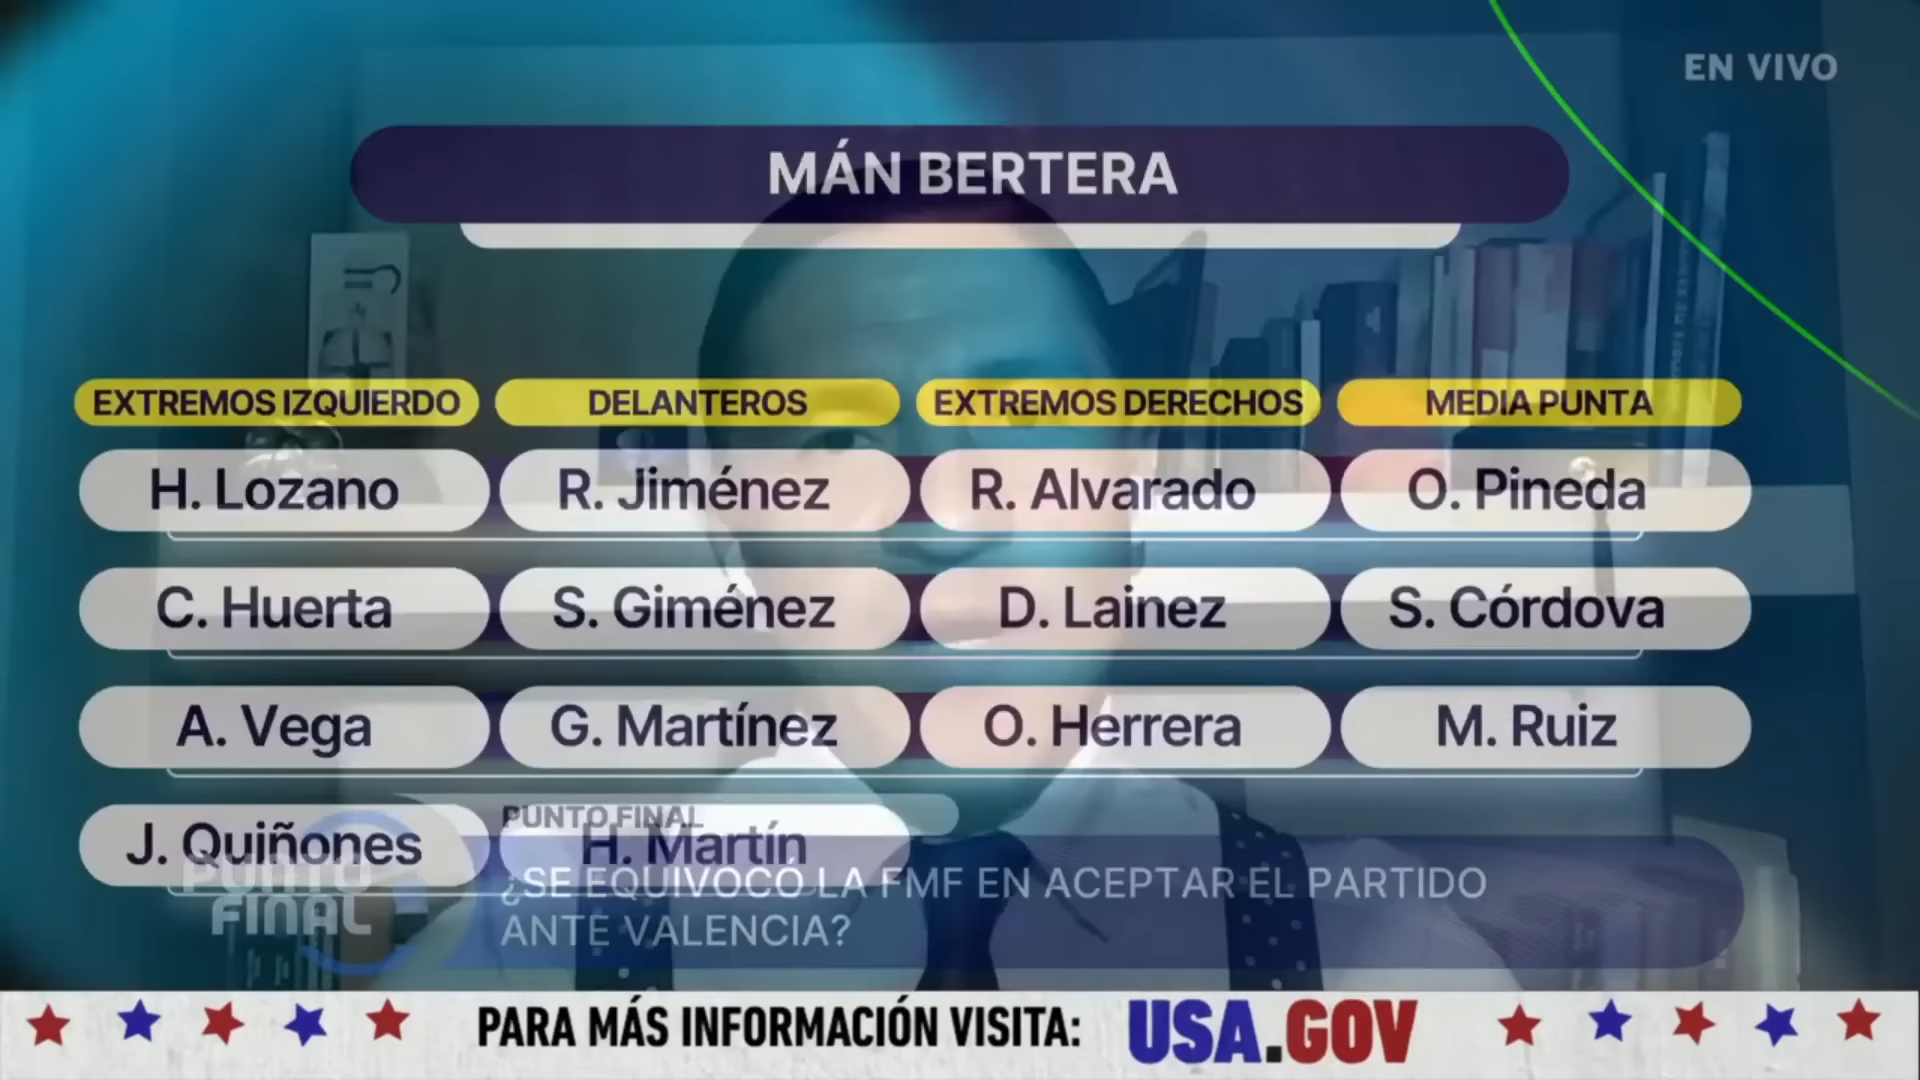 EN VIVO
MÁN BERTERA
EXTREMOS IZQUIERDO DELANTEROS EXTREMOS DERECHOS MEDIA PUNTA
H. Lozano R. Jiménez R. Alvarado O. Pineda
C. Huerta S. Giménez D. Lainez S. Córdova
A. Vega G. Martínez O. Herrera M. Ruiz
J. Quiñones H. Martín
PUNTO FINAL
PUNTO
FINAL
¿SE EQUIVOCÓ LA FMF EN ACEPTAR EL PARTIDO
ANTE VALENCIA?
PARA MÁS INFORMACIÓN VISITA: USA.GOV